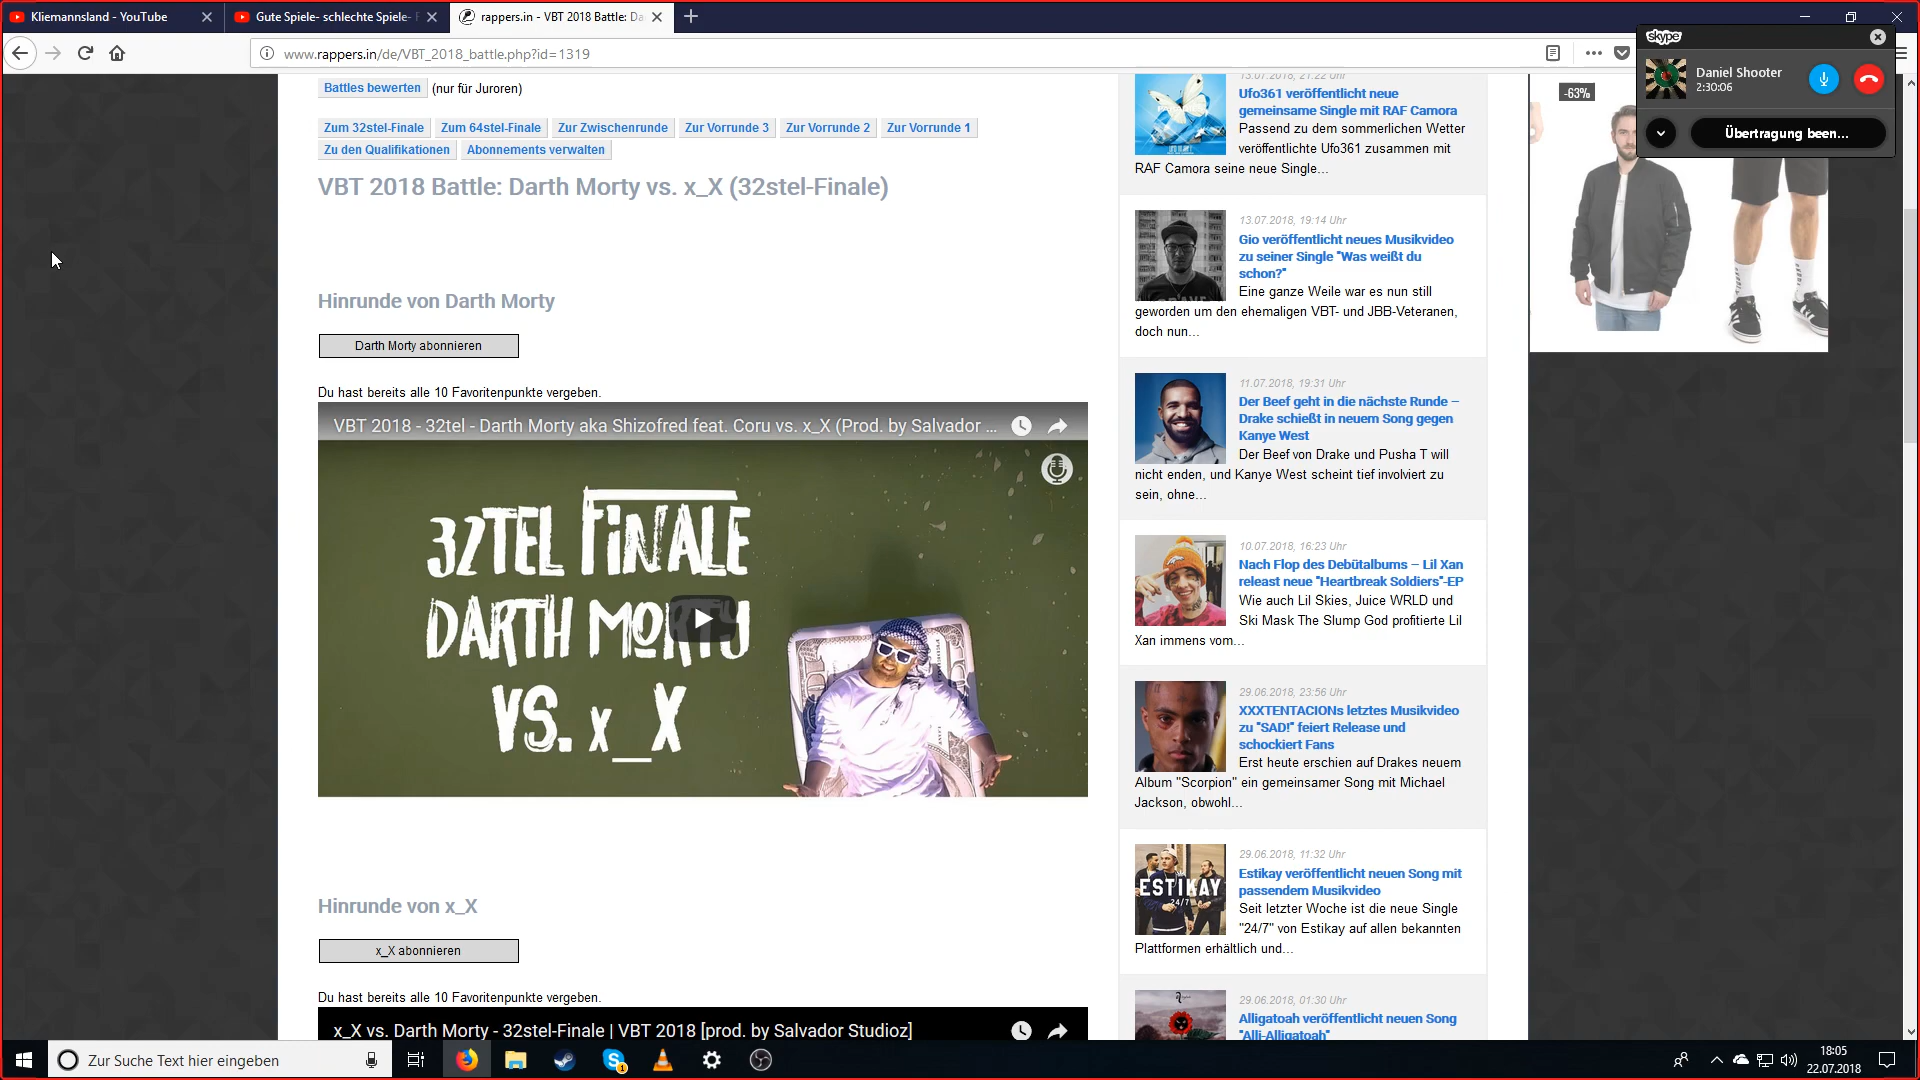 Kliemannsland - YouTube
Gute Spiele- schlechte Spiele-
rappers.in - VBT 2018 Battle: Da
www.rappers.in/de/VBT_2018_battle.php?id=1319
skype
Daniel Shooter
2:30:06
Übertragung been...
Battles bewerten (nur für Juroren)
Zum 32stel-Finale Zum 64stel-Finale Zur Zwischenrunde Zur Vorrunde 3 Zur Vorrunde 2 Zur Vorrunde 1
Zu den Qualifikationen Abonnements verwalten
VBT 2018 Battle: Darth Morty vs. x_X (32stel-Finale)
Hinrunde von Darth Morty
Darth Morty abonnieren
Du hast bereits alle 10 Favoritenpunkte vergeben.
VBT 2018 - 32tel - Darth Morty aka Shizofred feat. Coru vs. x_X (Prod. by Salvador ...
32TEL FiNALE
DARTH MORTY
VS. x_X
Hinrunde von x_X
x_X abonnieren
Du hast bereits alle 10 Favoritenpunkte vergeben.
x_X vs. Darth Morty - 32stel-Finale | VBT 2018 [prod. by Salvador Studioz]
13.07.2018, 21:22 Uhr
Ufo361 veröffentlicht neue
gemeinsame Single mit RAF Camora
Passend zu dem sommerlichen Wetter
veröffentlichte Ufo361 zusammen mit
RAF Camora seine neue Single...
13.07.2018, 19:14 Uhr
Gio veröffentlicht neues Musikvideo
zu seiner Single "Was weißt du
schon?"
Eine ganze Weile war es nun still
geworden um den ehemaligen VBT- und JBB-Veteranen,
doch nun...
11.07.2018, 19:31 Uhr
Der Beef geht in die nächste Runde –
Drake schießt in neuem Song gegen
Kanye West
Der Beef von Drake und Pusha T will
nicht enden, und Kanye West scheint tief involviert zu
sein, ohne...
10.07.2018, 16:23 Uhr
Nach Flop des Debütalbums – Lil Xan
releast neue "Heartbreak Soldiers"-EP
Wie auch Lil Skies, Juice WRLD und
Ski Mask The Slump God profitierte Lil
Xan immens vom...
29.06.2018, 23:56 Uhr
XXXTENTACIONs letztes Musikvideo
zu "SAD!" feiert Release und
schockiert Fans
Erst heute erschien auf Drakes neuem
Album "Scorpion" ein gemeinsamer Song mit Michael
Jackson, obwohl...
ESTIKAY
24/7
29.06.2018, 11:32 Uhr
Estikay veröffentlicht neuen Song mit
passendem Musikvideo
Seit letzter Woche ist die neue Single
"24/7" von Estikay auf allen bekannten
Plattformen erhältlich und...
29.06.2018, 01:30 Uhr
Alligatoah veröffentlicht neuen Song
"Alli-Alligatoah"
-63%
Zur Suche Text hier eingeben
1
18:05
22.07.2018